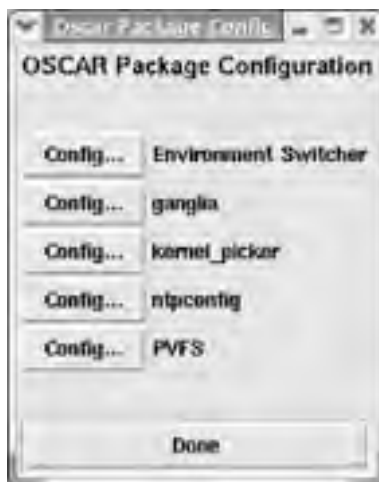 Oscar Package Config
OSCAR Package Configuration
Config... Environment Switcher
Config... ganglia
Config... kernel_picker
Config... ntpconfig
Config... PVFS
Done